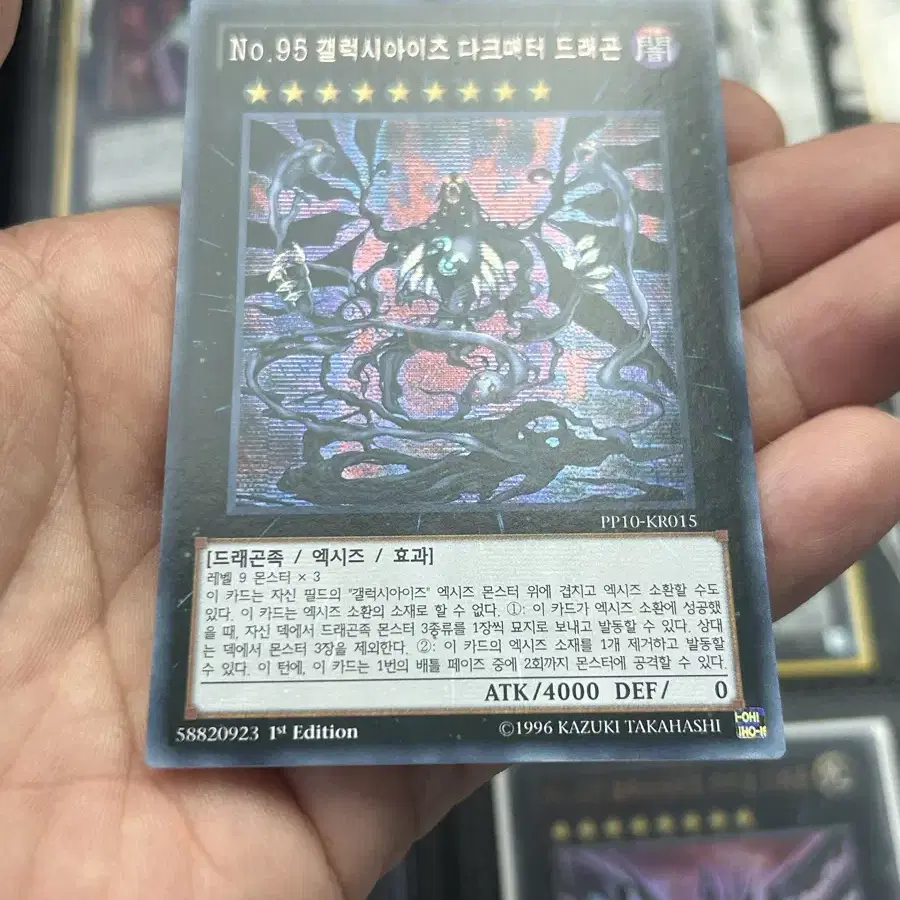 No.95 갤럭시아이즈 다크매터 드래곤
闇
PP10-KR015
[드래곤족 / 엑시즈 / 효과]
레벨 9 몬스터 × 3
이 카드는 자신 필드의 "갤럭시아이즈" 엑시즈 몬스터 위에 겹치고 엑시즈 소환할 수도
있다. 이 카드는 엑시즈 소환의 소재로 할 수 없다. ①: 이 카드가 엑시즈 소환에 성공했
을 때, 자신 덱에서 드래곤족 몬스터 3종류를 1장씩 묘지로 보내고 발동할 수 있다. 상대
는 덱에서 몬스터 3장을 제외한다. ②: 이 카드의 엑시즈 소재를 1개 제거하고 발동할
수 있다. 이 턴에, 이 카드는 1번의 배틀 페이즈 중에 2회까지 몬스터에 공격할 수 있다.
ATK/4000 DEF/ 0
58820923 1st Edition
©1996 KAZUKI TAKAHASHI